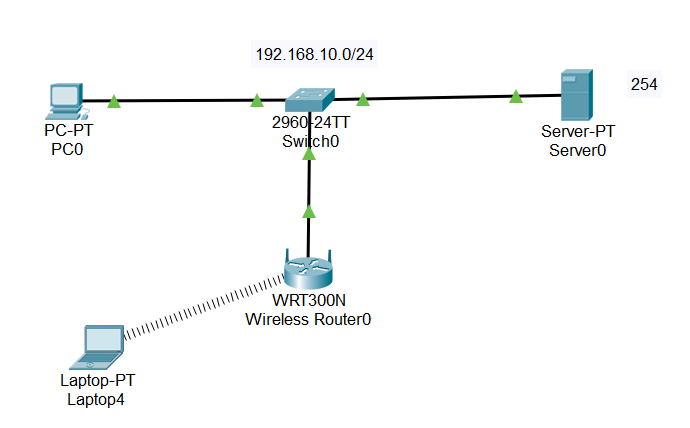 192.168.10.0/24
254
PC-PT
PC0
2960-24TT
Switch0
Server-PT
Server0
WRT300N
Wireless Router0
Laptop-PT
Laptop4